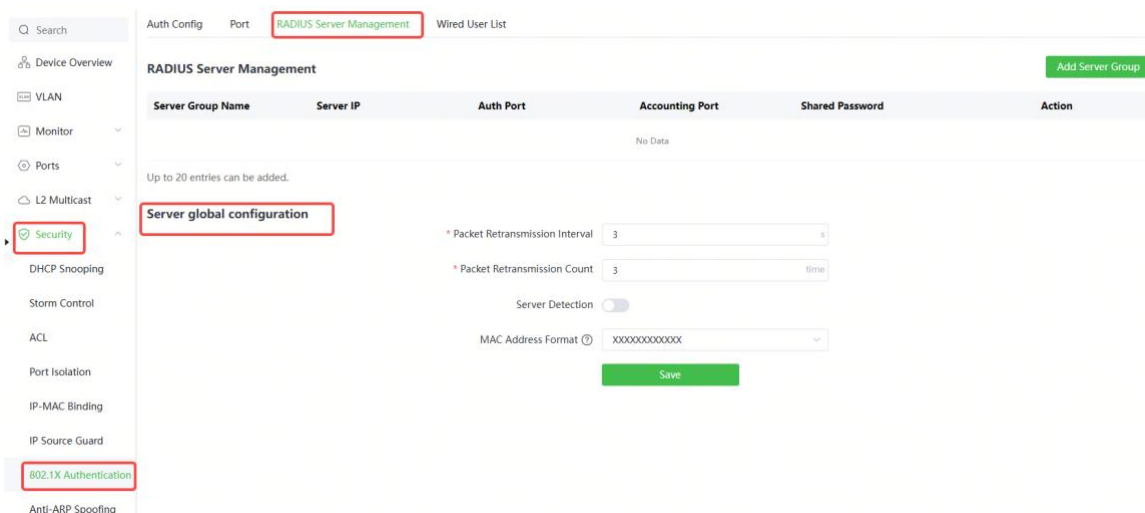 Search
Device Overview
VLAN
Monitor
Ports
L2 Multicast
Security
DHCP Snooping
Storm Control
ACL
Port Isolation
IP-MAC Binding
IP Source Guard
802.1X Authentication
Anti-ARP Spoofing
Auth Config Port RADIUS Server Management Wired User List
RADIUS Server Management Add Server Group
Server Group Name Server IP Auth Port Accounting Port Shared Password Action
No Data
Up to 20 entries can be added.
Server global configuration
* Packet Retransmission Interval 3 s
* Packet Retransmission Count 3 time
Server Detection
MAC Address Format XXXXXXXXXXXX
Save